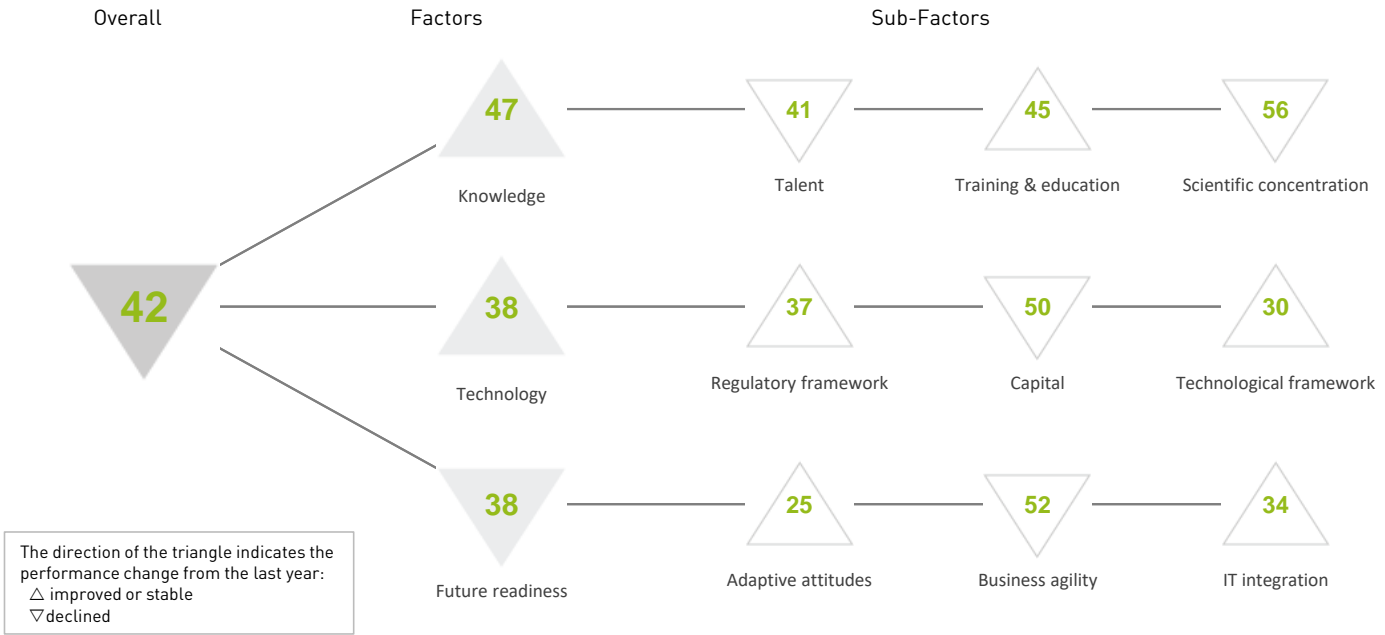 Overall
Factors
Sub-Factors
47
41
45
56
Knowledge
Talent
Training & education
Scientific concentration
42
38
37
50
30
Technology
Regulatory framework
Capital
Technological framework
38
25
52
34
Future readiness
Adaptive attitudes
Business agility
IT integration
The direction of the triangle indicates the
performance change from the last year:
△ improved or stable
▽declined